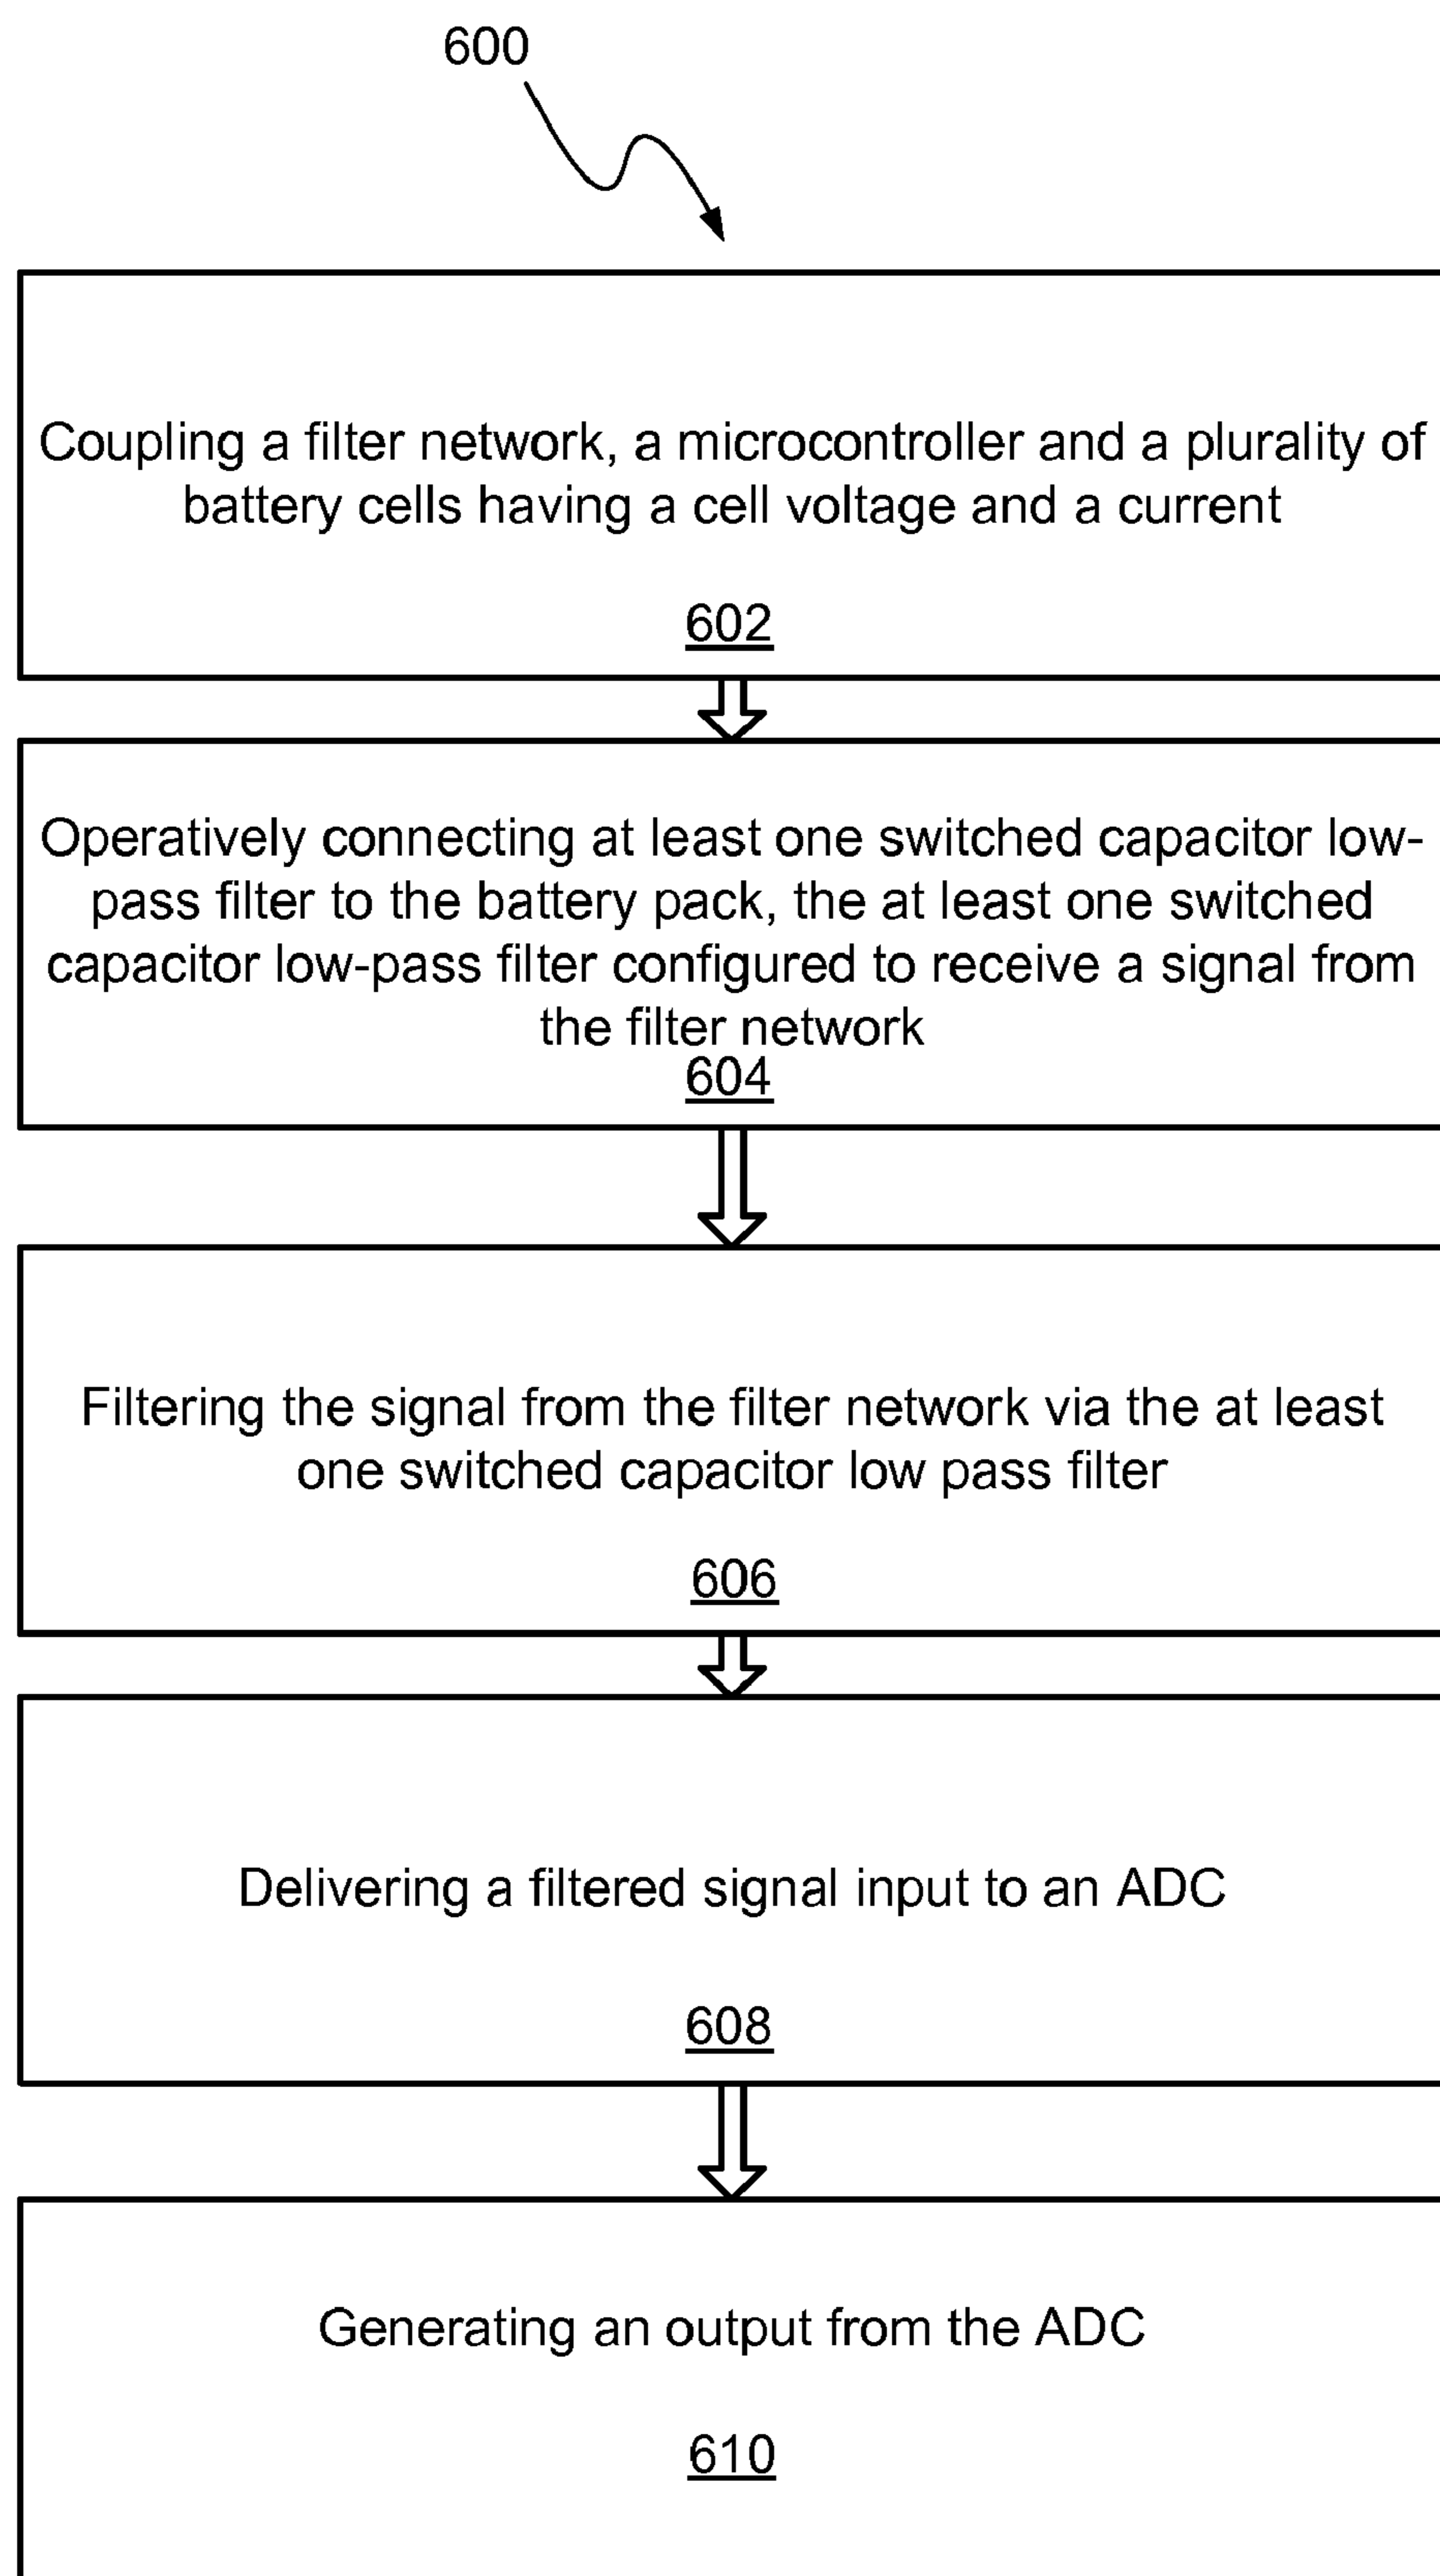 600
Coupling a filter network, a microcontroller and a plurality of
battery cells having a cell voltage and a current
602
Operatively connecting at least one switched capacitor low-
pass filter to the battery pack, the at least one switched
capacitor low-pass filter configured to receive a signal from
the filter network
604
Filtering the signal from the filter network via the at least
one switched capacitor low pass filter
606
Delivering a filtered signal input to an ADC
608
Generating an output from the ADC
610